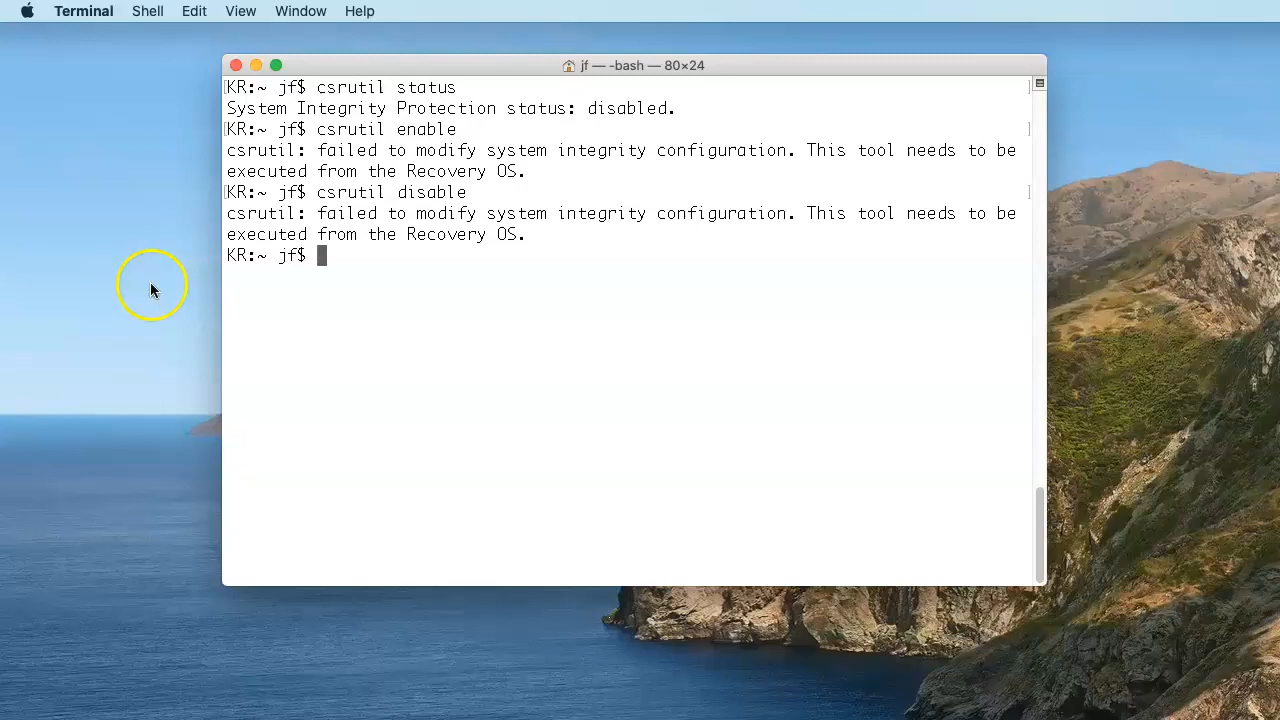 Terminal Shell Edit View Window Help
jf — -bash — 80×24
[KR:~ jf$ csrutil status ]
System Integrity Protection status: disabled.
[KR:~ jf$ csrutil enable ]
csrutil: failed to modify system integrity configuration. This tool needs to be
executed from the Recovery OS.
[KR:~ jf$ csrutil disable ]
csrutil: failed to modify system integrity configuration. This tool needs to be
executed from the Recovery OS.
KR:~ jf$